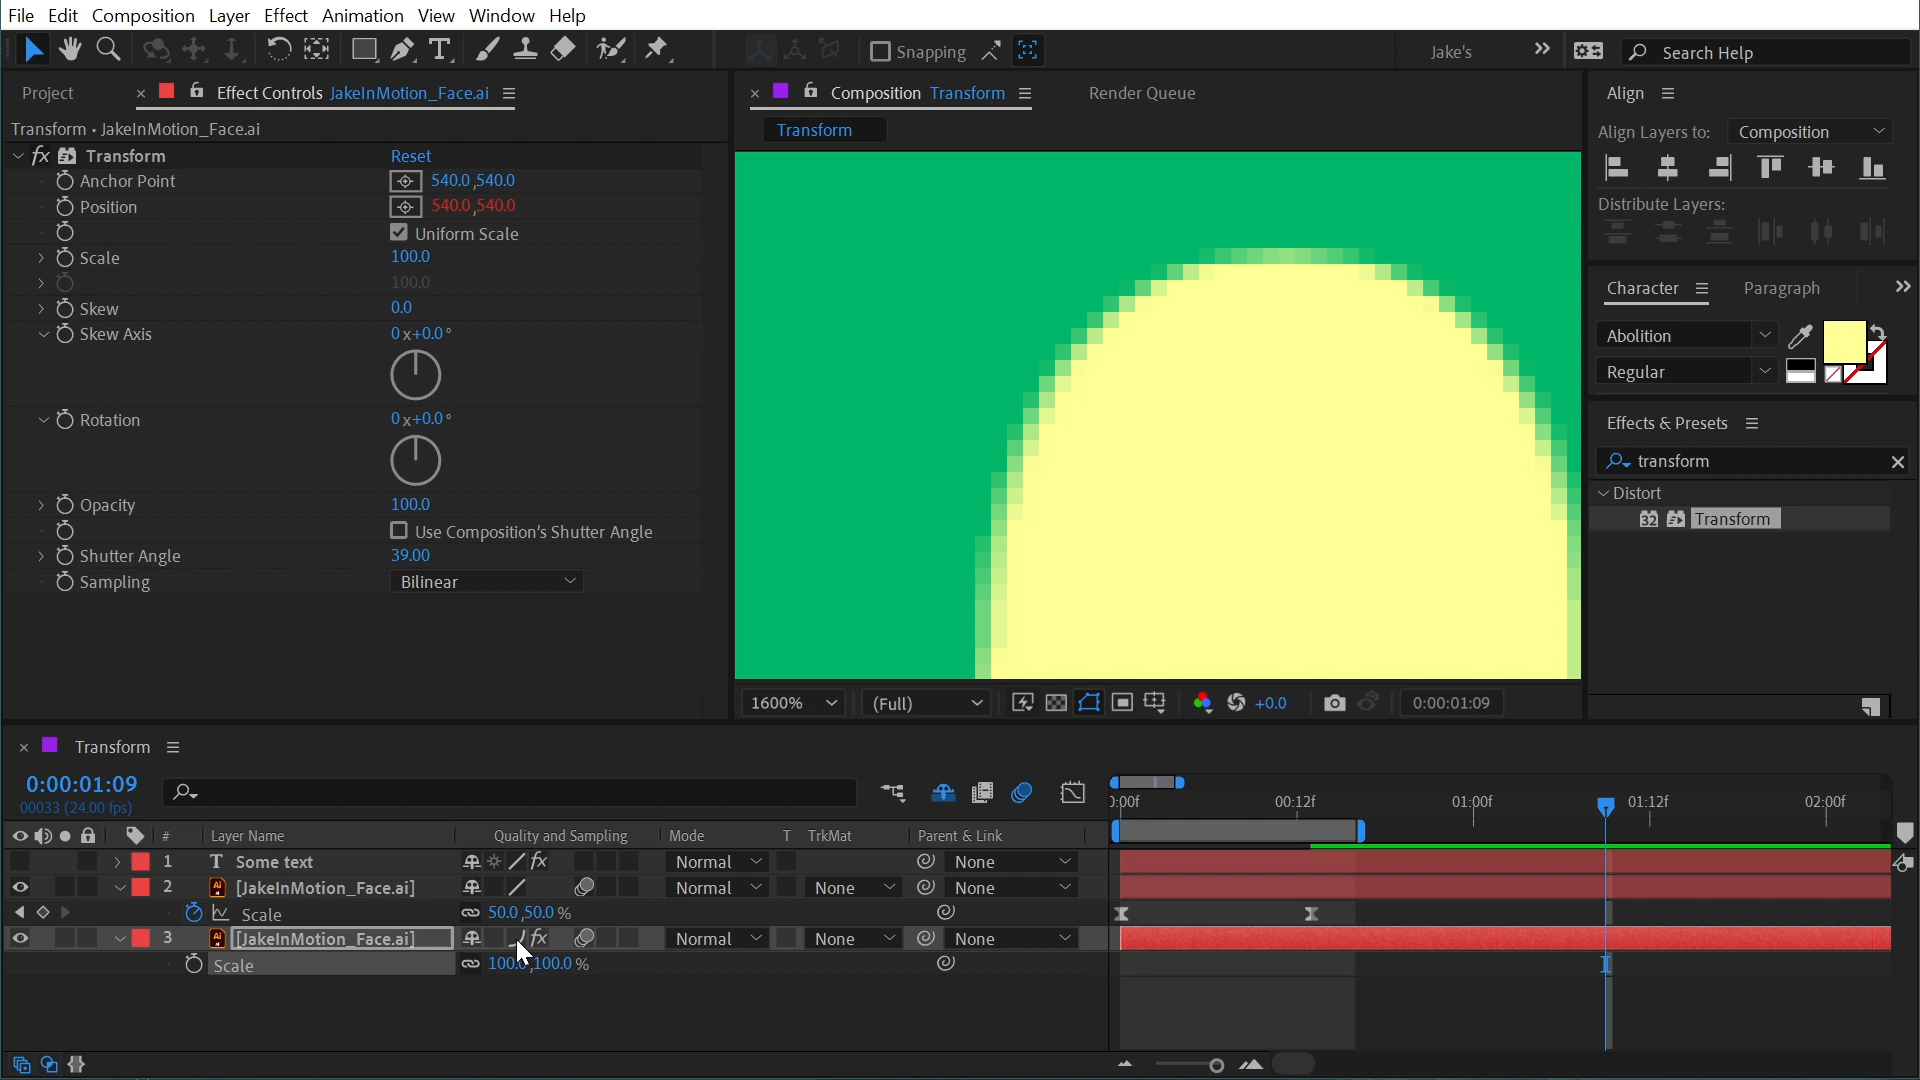 File Edit Composition Layer Effect Animation View Window Help
Snapping
Jake's
Search Help
Project
× Effect Controls JakeInMotion_Face.ai
× Composition Transform
Render Queue
Align
Transform • JakeInMotion_Face.ai
Transform
Align Layers to: Composition
fx Transform Reset
Anchor Point 540.0,540.0
Position 540.0,540.0
Uniform Scale
Scale 100.0
100.0
Skew 0.0
Skew Axis 0x+0.0°
Rotation 0x+0.0°
Opacity 100.0
Use Composition's Shutter Angle
Shutter Angle 39.00
Sampling Bilinear
Distribute Layers:
Character Paragraph
Abolition
Regular
Effects & Presets
transform
Distort
32 Transform
1600% (Full) +0.0 0:00:01:09
× Transform
0:00:01:09
00033 (24.00 fps)
:00f 00:12f 01:00f 01:12f 02:00f
# Layer Name Quality and Sampling Mode T TrkMat Parent & Link
1 T Some text fx Normal None
2 Ai [JakeInMotion_Face.ai] Normal None None
Scale 50.0,50.0%
3 Ai [JakeInMotion_Face.ai] fx Normal None None
Scale 100.0,100.0%